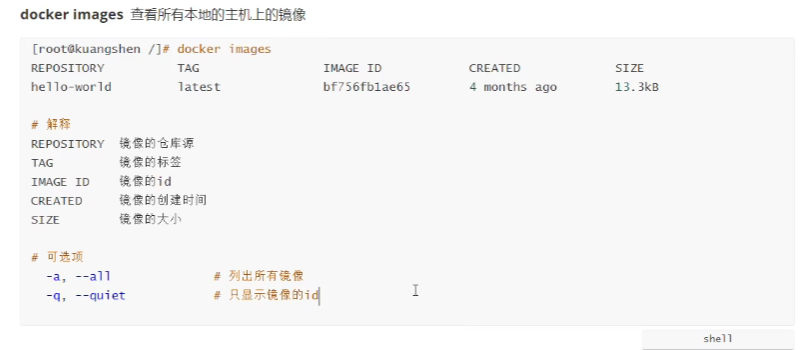 docker images 查看所有本地的主机上的镜像
[root@kuangshen /]# docker images
REPOSITORY TAG IMAGE ID CREATED SIZE
hello-world latest bf756fb1ae65 4 months ago 13.3kB
# 解释
REPOSITORY 镜像的仓库源
TAG 镜像的标签
IMAGE ID 镜像的id
CREATED 镜像的创建时间
SIZE 镜像的大小
# 可选项
-a, --all # 列出所有镜像
-q, --quiet # 只显示镜像的id
shell